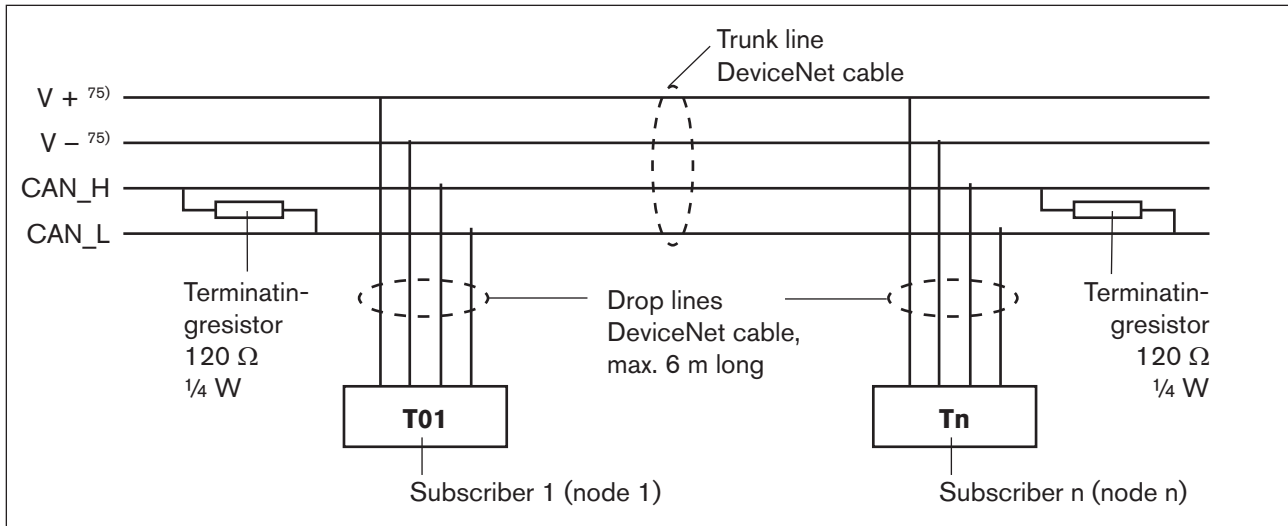 Trunk line
DeviceNet cable
V + 75)
V – 75)
CAN_H
CAN_L
Terminatin-
gresistor
120 Ω
¼ W
Drop lines
DeviceNet cable,
max. 6 m long
Terminatin-
gresistor
120 Ω
¼ W
T01
Tn
Subscriber 1 (node 1)
Subscriber n (node n)